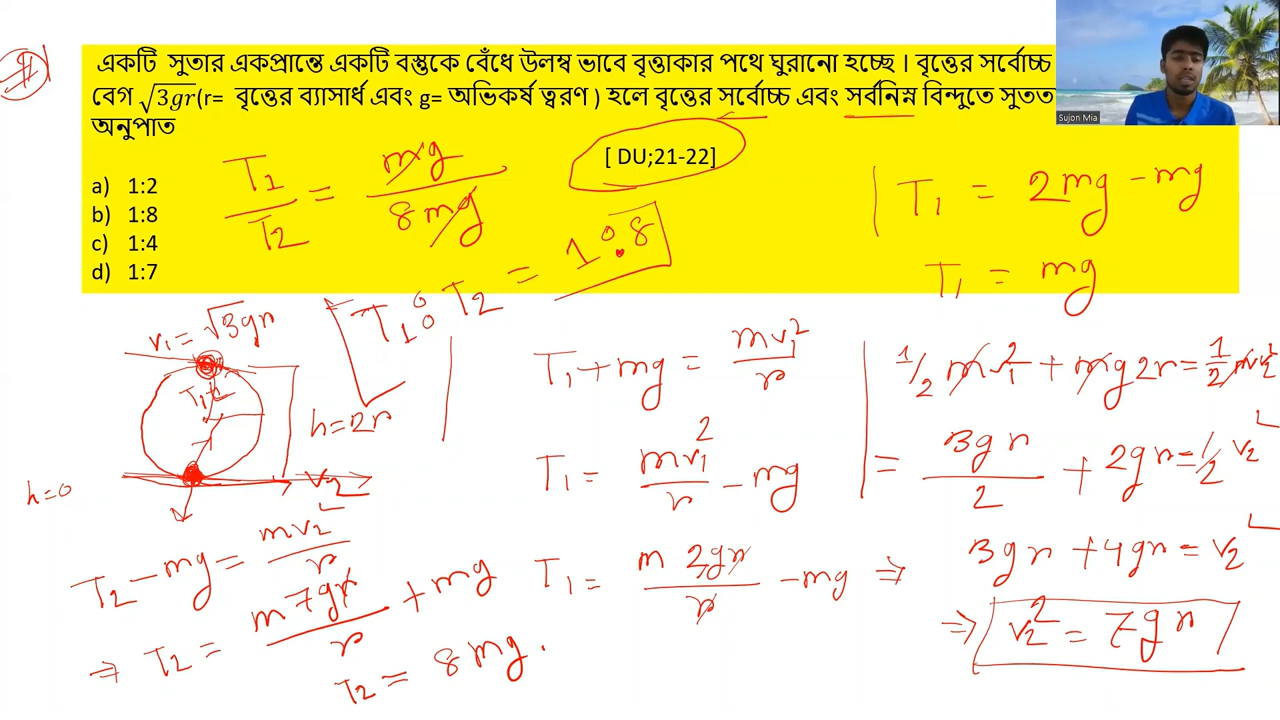 একটি সুতার একপ্রান্তে একটি বস্তুকে বেঁধে উলম্ব ভাবে বৃত্তাকার পথে ঘুরানো হচ্ছে। বৃত্তের সর্বোচ্চ
বেগ √3gr(r= বৃত্তের ব্যাসার্ধ এবং g= অভিকর্ষ ত্বরণ ) হলে বৃত্তের সর্বোচ্চ এবং সর্বনিম্ন বিন্দুতে সুতত
অনুপাত
[ DU;21-22]
a) 1:2
b) 1:8
c) 1:4
d) 1:7
Sujon Mia
T₁/T₂ = mg/8mg
T₁:T₂ = 1:8
T₁ = 2mg - mg
T₁ = mg
v₁ = √3gr
T₁
h=2r
h=0
v₂
T₂ - mg = mv₂²/r
⇒ T₂ = m7gr/r + mg
T₂ = 8mg.
T₁ + mg = mv₁²/r
T₁ = mv₁²/r - mg
T₁ = m 3gr/r - mg
1/2 mv₁² + mg2r = 1/2 mv₂²
= 3gr/2 + 2gr = 1/2 v₂²
⇒ 3gr + 4gr = v₂²
⇒ v₂² = 7gr